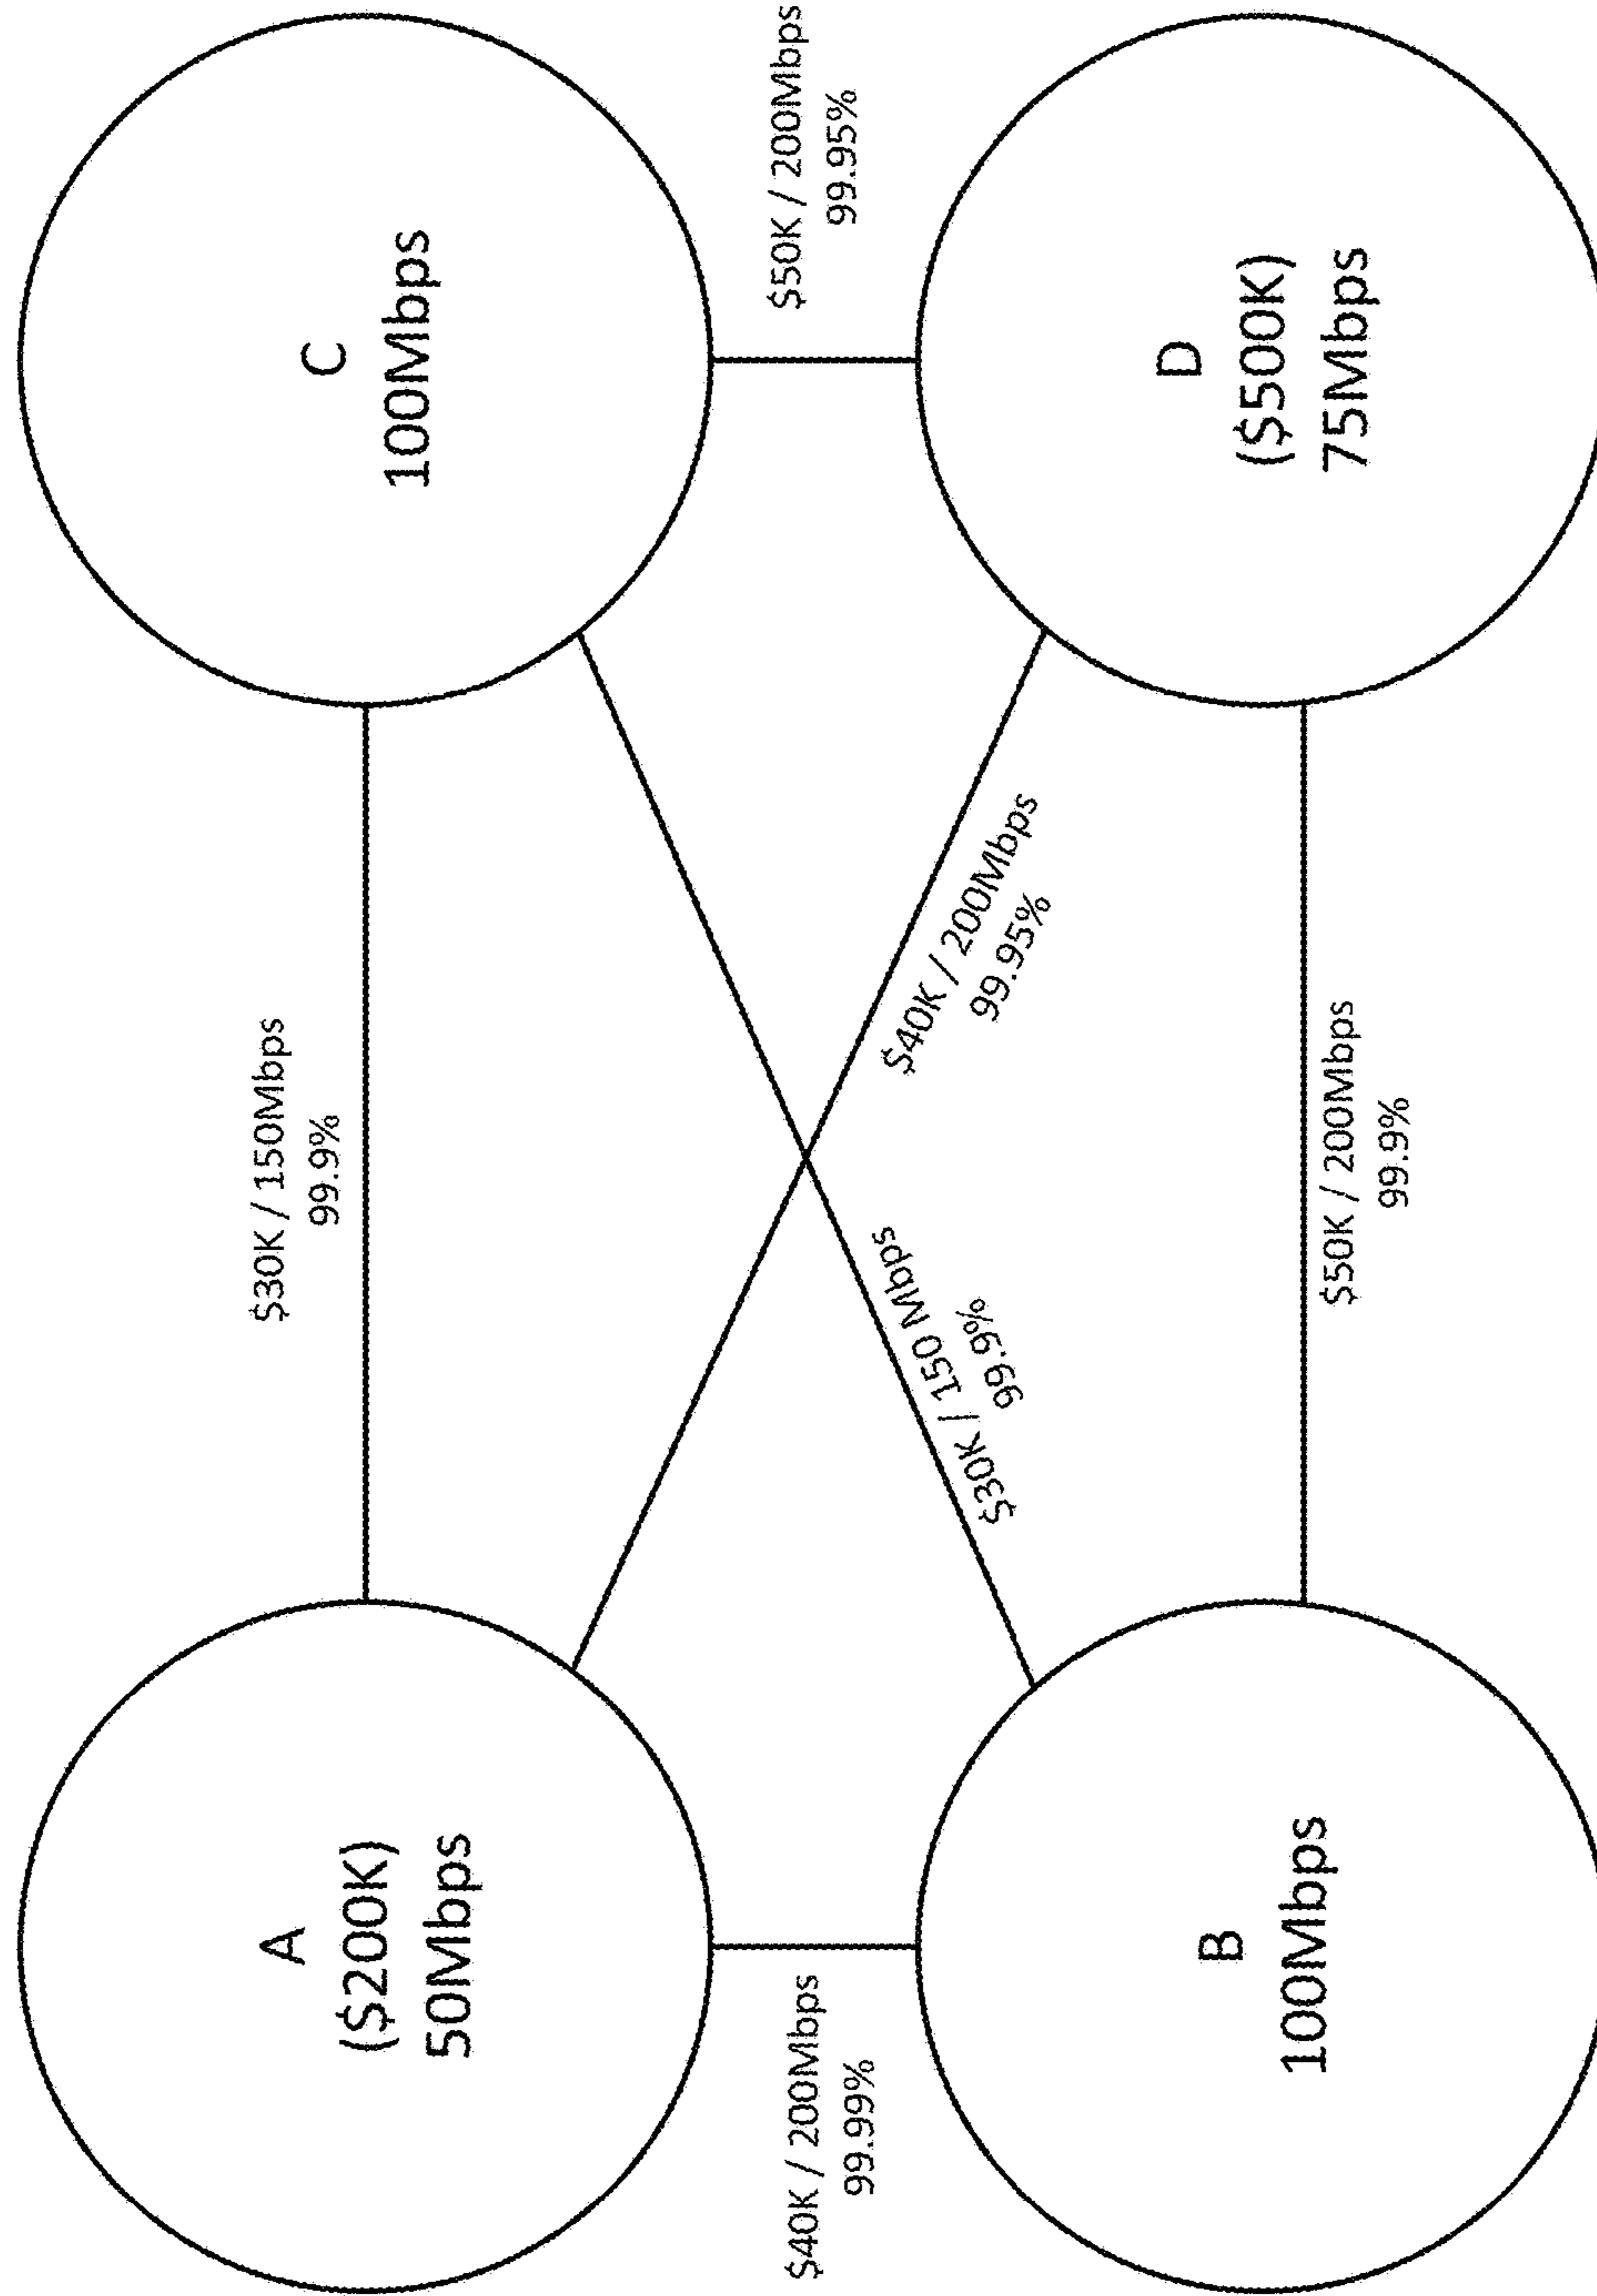 A
($200K)
50Mbps
$30K / 150Mbps
99.9%
C
100Mbps
$40K / 200Mbps
99.99%
$30K / 150 Mbps
99.9%
$40K / 200Mbps
99.95%
$50K / 200Mbps
99.95%
B
100Mbps
$50K / 200Mbps
99.9%
D
($500K)
75Mbps